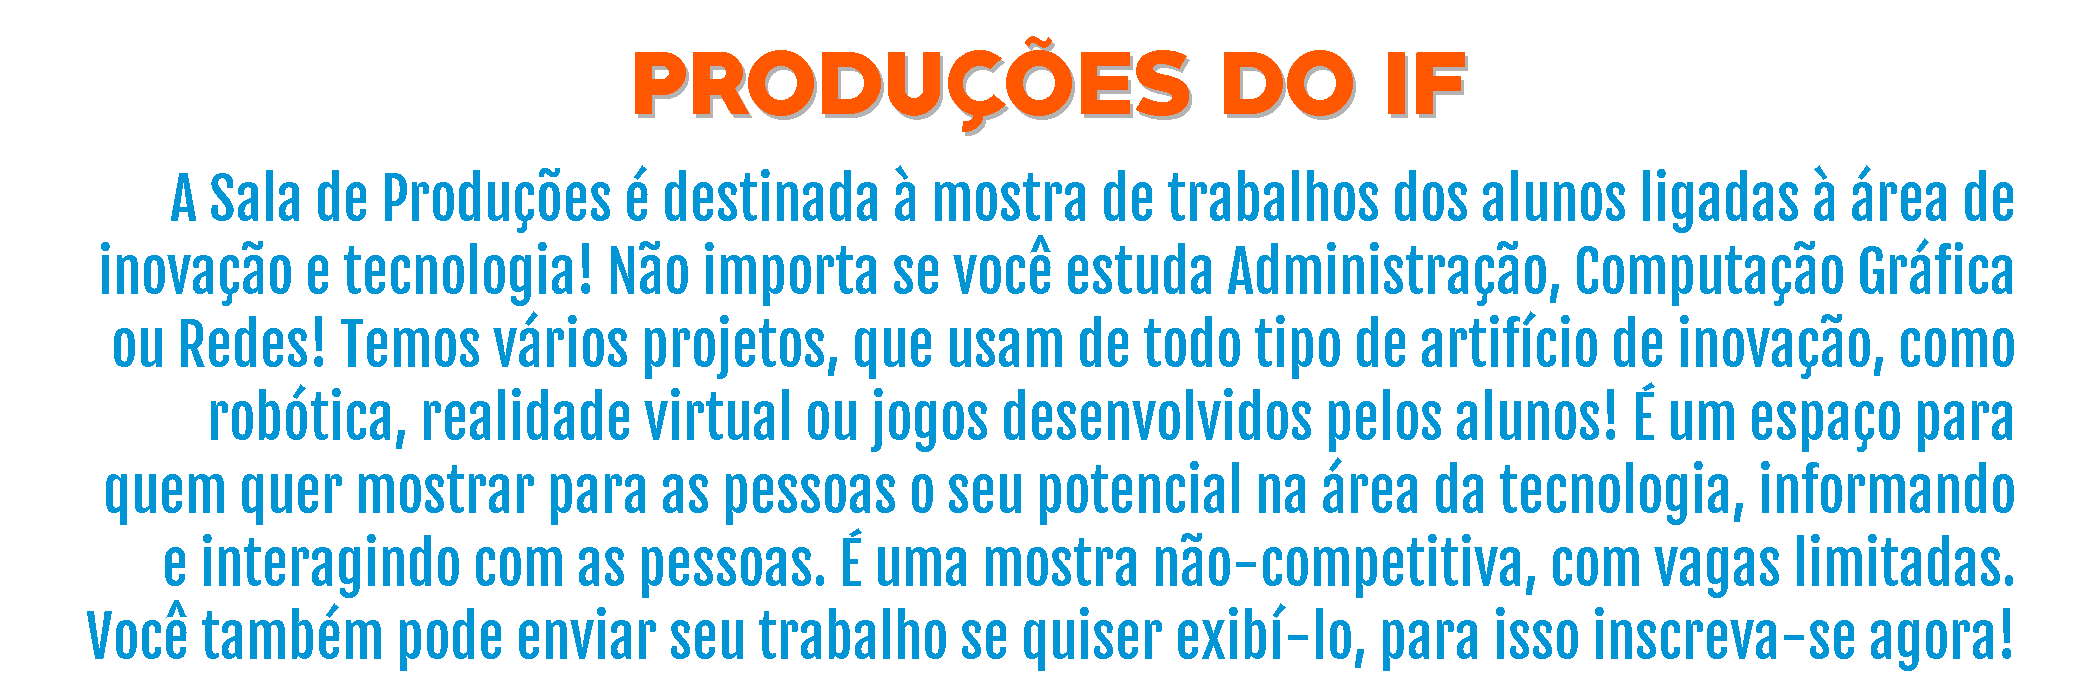 PRODUÇÕES DO IF
A Sala de Produções é destinada à mostra de trabalhos dos alunos ligadas à área de
inovação e tecnologia! Não importa se você estuda Administração, Computação Gráfica
ou Redes! Temos vários projetos, que usam de todo tipo de artifício de inovação, como
robótica, realidade virtual ou jogos desenvolvidos pelos alunos! É um espaço para
quem quer mostrar para as pessoas o seu potencial na área da tecnologia, informando
e interagindo com as pessoas. É uma mostra não-competitiva, com vagas limitadas.
Você também pode enviar seu trabalho se quiser exibí-lo, para isso inscreva-se agora!